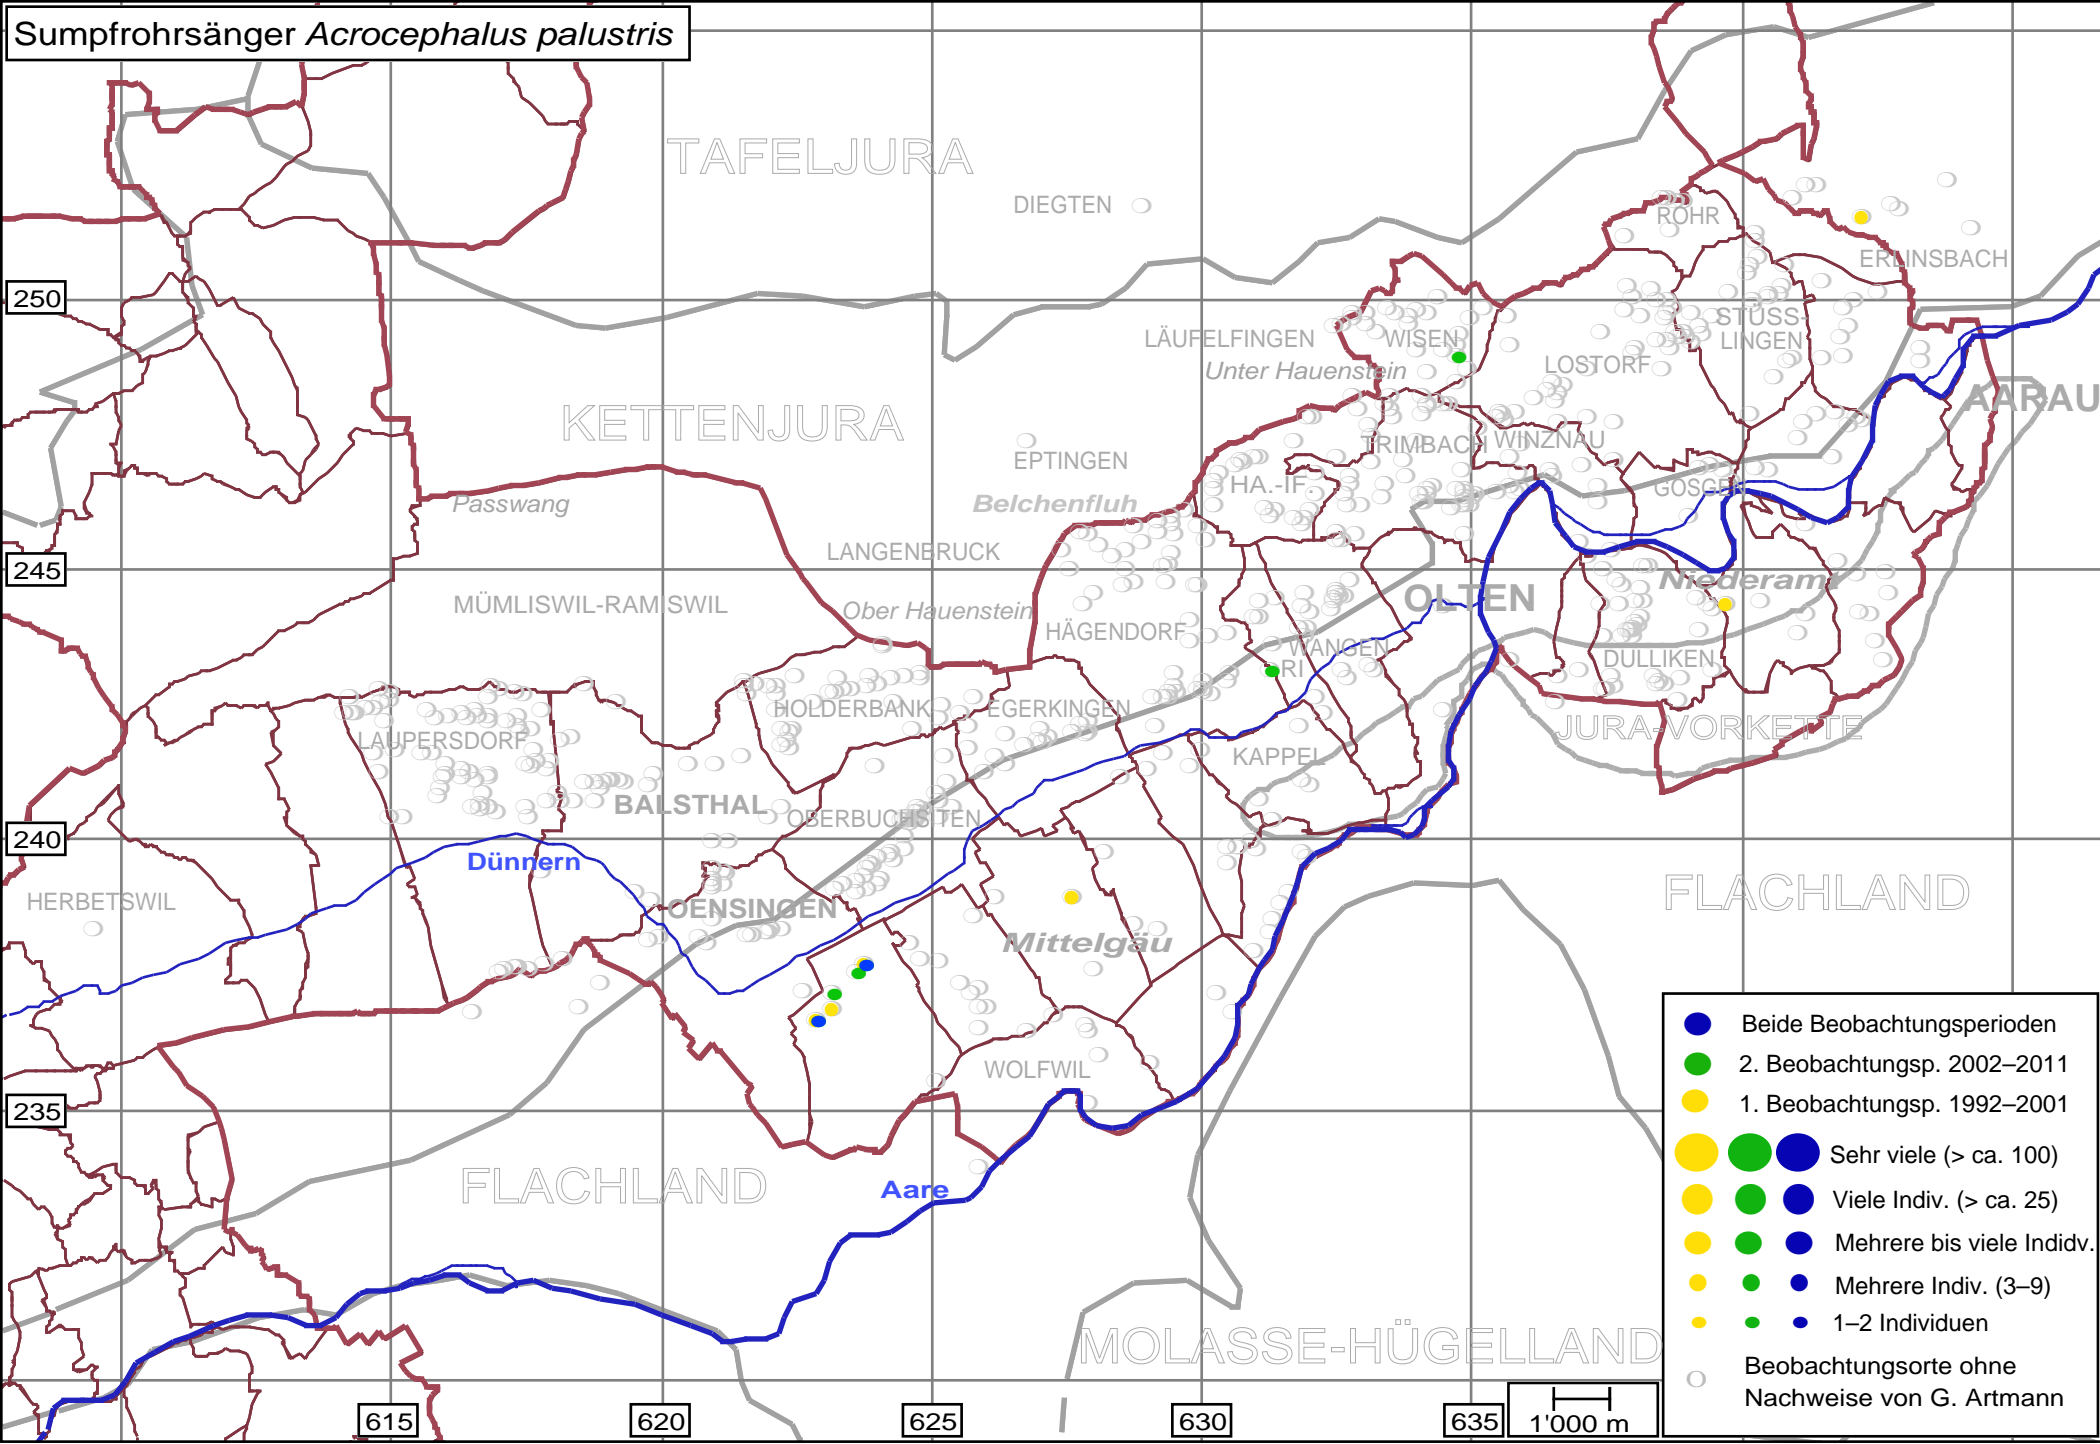 Sumpfrohrsänger Acrocephalus palustris
TAFELJURA
DIEGTEN
ROHR
ERLINSBACH
250
STÜSS-
LINGEN
LÄUFELFINGEN
WISEN
Unter Hauenstein
LOSTORF
AARAU
KETTENJURA
TRIMBACH
WINZNAU
EPTINGEN
HA.-IF.
GÖSGEN
Passwang
Belchenfluh
LANGENBRUCK
245
Niederamt
MÜMLISWIL-RAMISWIL
Ober Hauenstein
OLTEN
HÄGENDORF
WANGEN
RI
DULLIKEN
HOLDERBANK
EGERKINGEN
JURA-VORKETTE
LAUPERSDORF
KAPPEL
BALSTHAL
OBERBUCHSITEN
240
Dünnern
HERBETSWIL
OENSINGEN
FLACHLAND
Mittelgäu
WOLFWIL
235
FLACHLAND
Aare
MOLASSE-HÜGELLAND
Beide Beobachtungsperioden
2. Beobachtungsp. 2002–2011
1. Beobachtungsp. 1992–2001
Sehr viele (> ca. 100)
Viele Indiv. (> ca. 25)
Mehrere bis viele Indidv.
Mehrere Indiv. (3–9)
1–2 Individuen
Beobachtungsorte ohne
Nachweise von G. Artmann
615
620
625
630
635
1'000 m